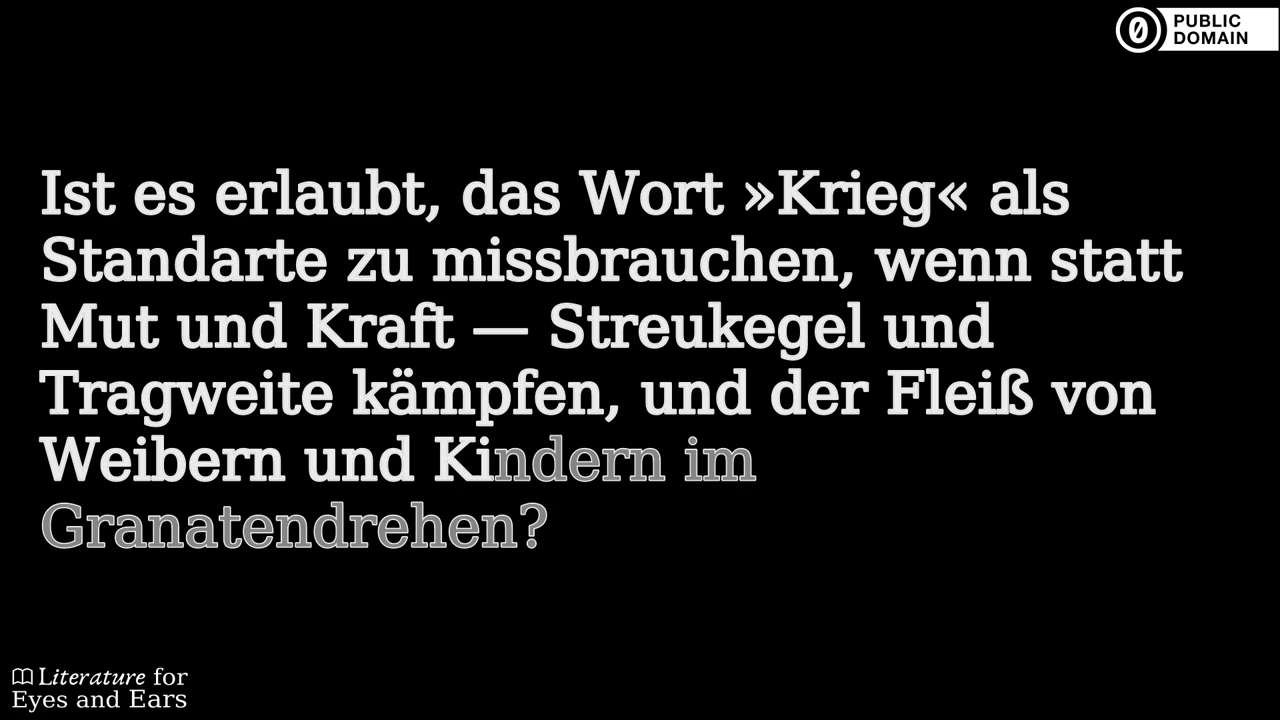 PUBLIC
DOMAIN
Ist es erlaubt, das Wort »Krieg« als
Standarte zu missbrauchen, wenn statt
Mut und Kraft — Streukegel und
Tragweite kämpfen, und der Fleiß von
Weibern und Kindern im
Granatendrehen?
Literature for
Eyes and Ears